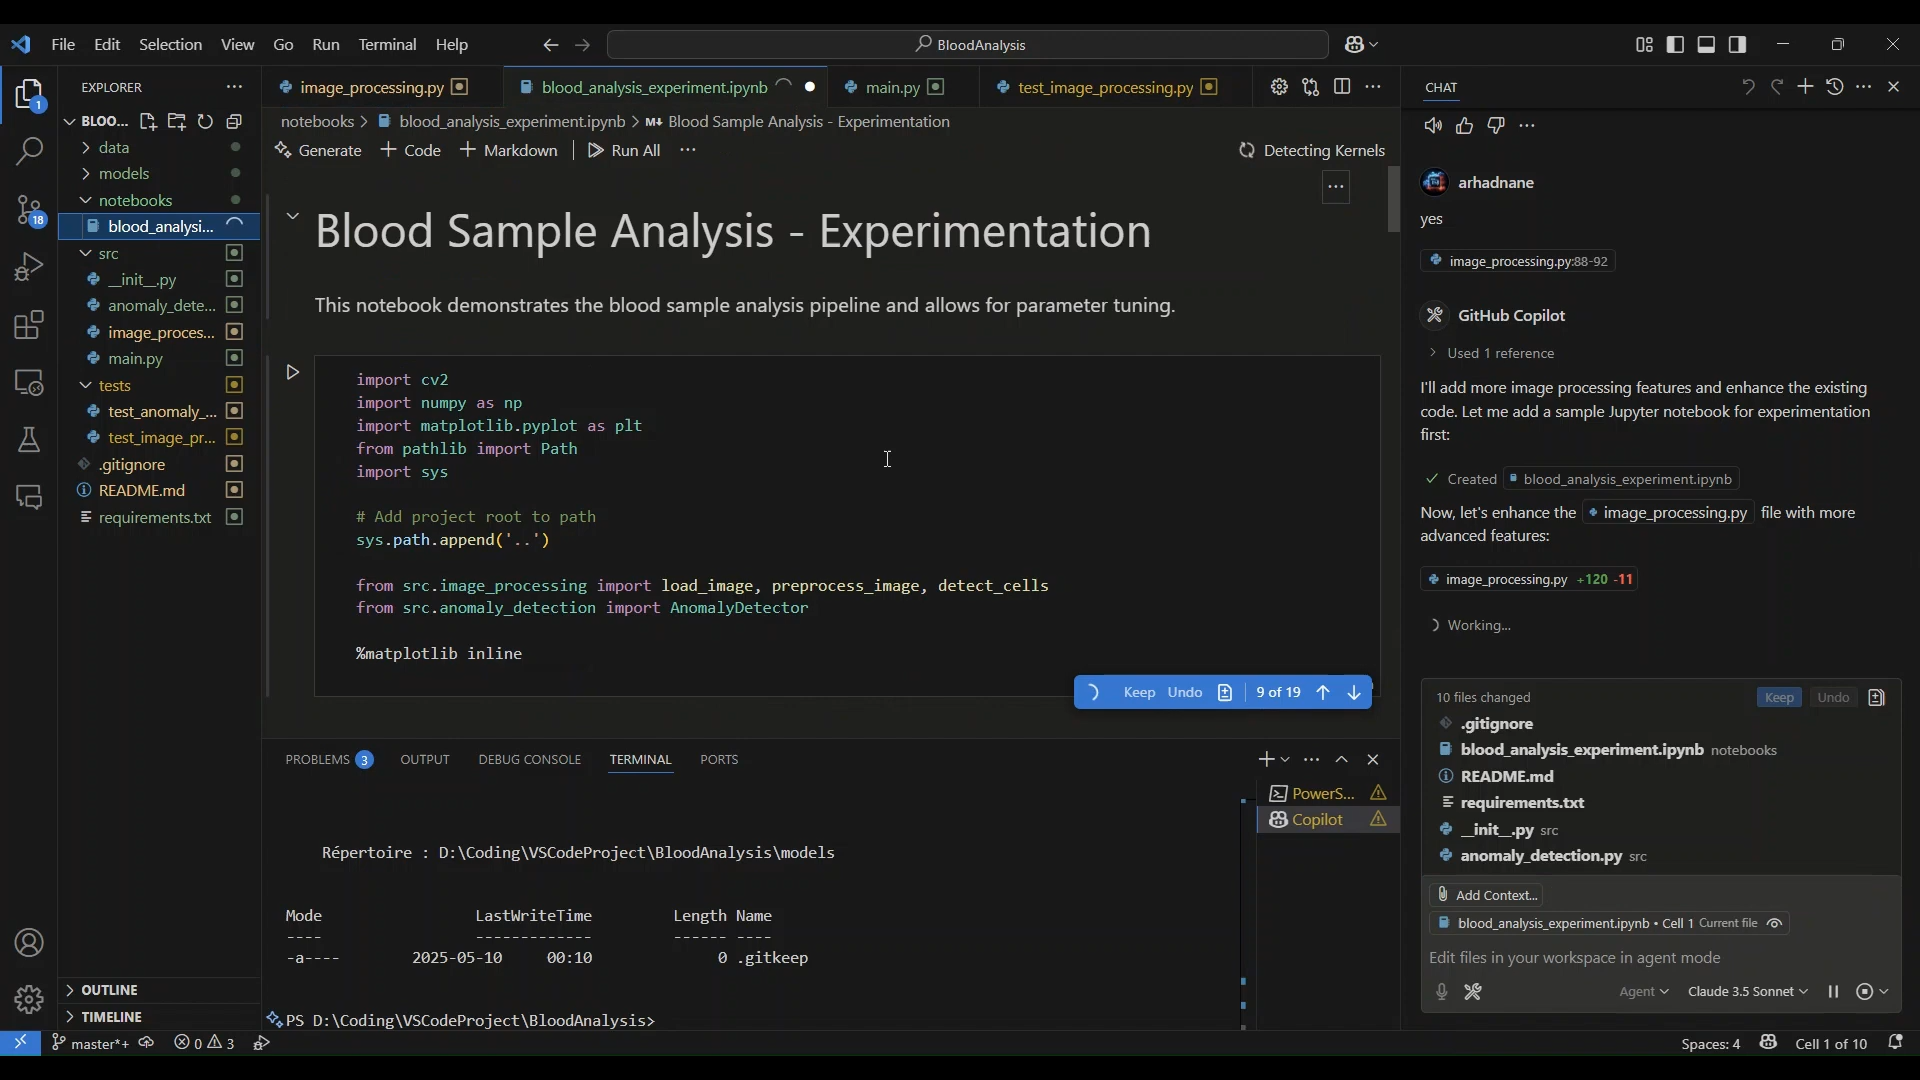 File Edit Selection View Go Run Terminal Help
BloodAnalysis
EXPLORER
BLOO...
data
models
notebooks
blood_analysi...
src
__init__.py
anomaly_dete...
image_proces...
main.py
tests
test_anomaly_...
test_image_pr...
.gitignore
README.md
requirements.txt
OUTLINE
TIMELINE
1
18
image_processing.py
blood_analysis_experiment.ipynb
main.py
test_image_processing.py
notebooks > blood_analysis_experiment.ipynb > M↓ Blood Sample Analysis - Experimentation
Generate + Code + Markdown Run All ...
Detecting Kernels
Blood Sample Analysis - Experimentation
This notebook demonstrates the blood sample analysis pipeline and allows for parameter tuning.
import cv2
import numpy as np
import matplotlib.pyplot as plt
from pathlib import Path
import sys
# Add project root to path
sys.path.append('..')
from src.image_processing import load_image, preprocess_image, detect_cells
from src.anomaly_detection import AnomalyDetector
%matplotlib inline
Keep Undo 9 of 19
PROBLEMS 3 OUTPUT DEBUG CONSOLE TERMINAL PORTS
PowerS...
Copilot
Répertoire : D:\Coding\VSCodeProject\BloodAnalysis\models
Mode LastWriteTime Length Name
---- ------------- ------ ----
-a---- 2025-05-10 00:10 0 .gitkeep
PS D:\Coding\VSCodeProject\BloodAnalysis>
CHAT
arhadnane
yes
image_processing.py:88-92
GitHub Copilot
Used 1 reference
I'll add more image processing features and enhance the existing
code. Let me add a sample Jupyter notebook for experimentation
first:
Created blood_analysis_experiment.ipynb
Now, let's enhance the image_processing.py file with more
advanced features:
image_processing.py +120 -11
Working...
10 files changed Keep Undo
.gitignore
blood_analysis_experiment.ipynb notebooks
README.md
requirements.txt
__init__.py src
anomaly_detection.py src
Add Context...
blood_analysis_experiment.ipynb • Cell 1 Current file
Edit files in your workspace in agent mode
Agent Claude 3.5 Sonnet
master*+ 0 3
Spaces: 4 Cell 1 of 10